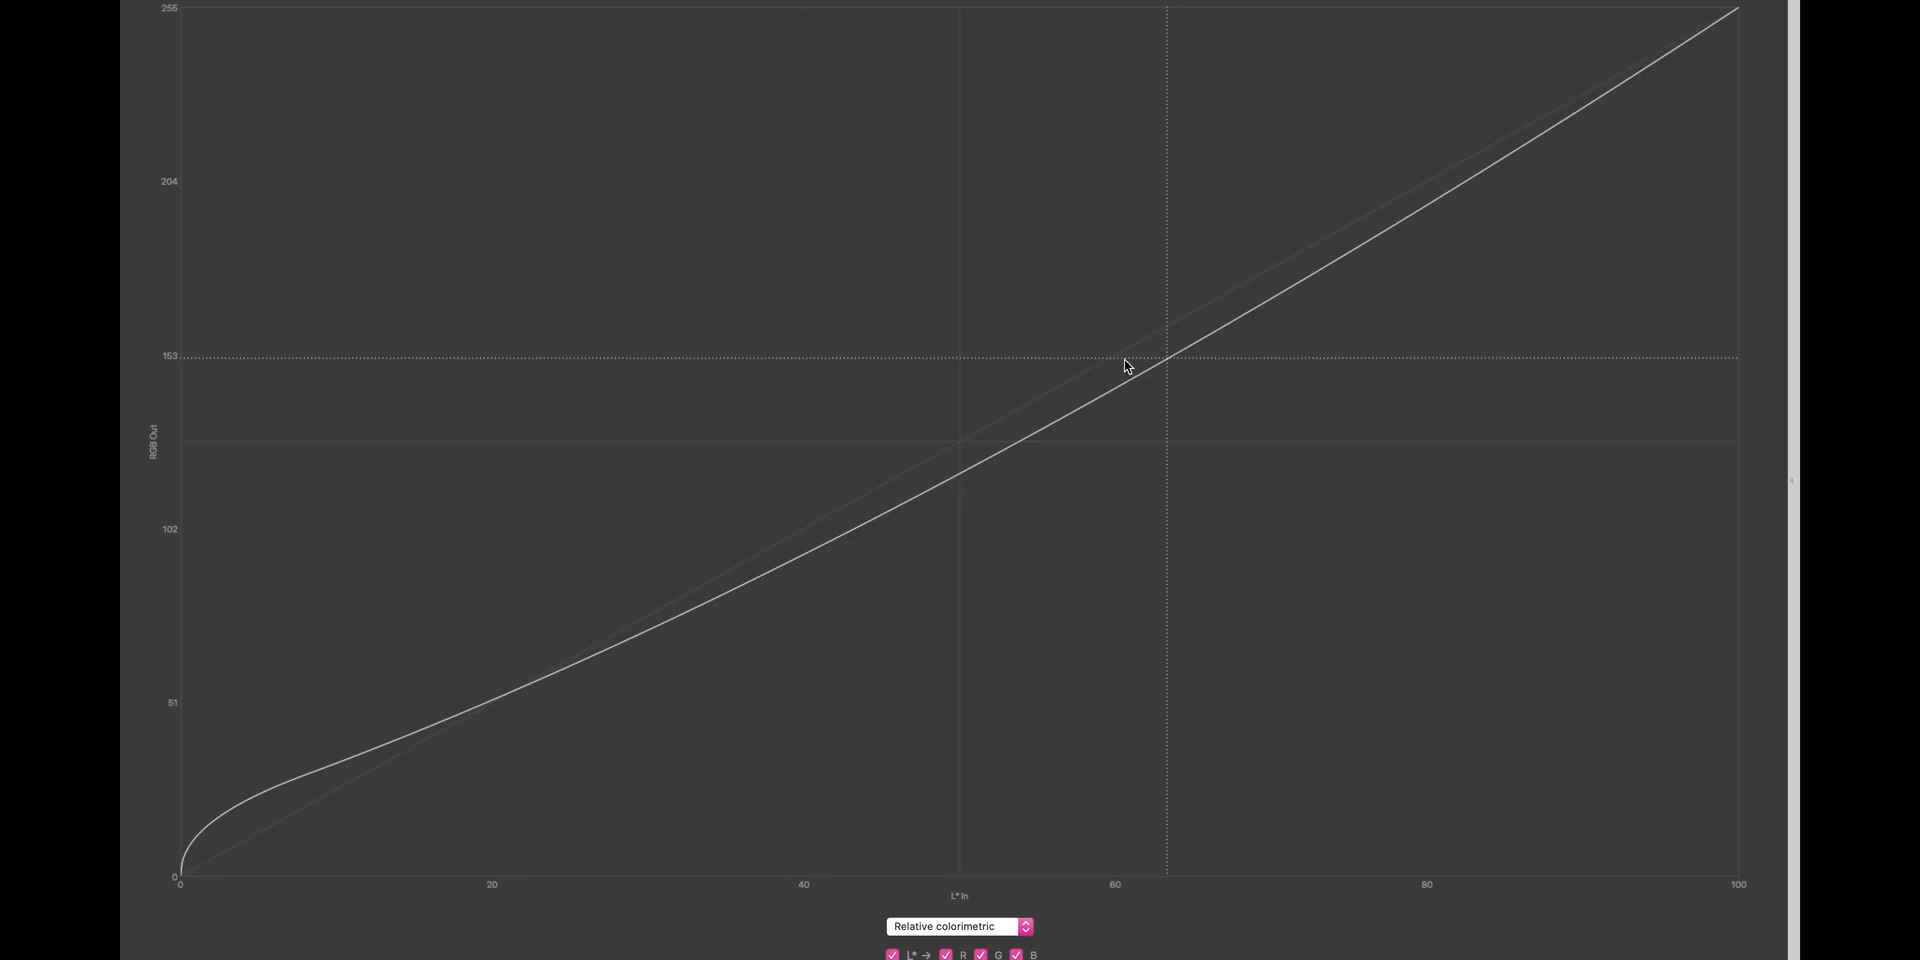 255
204
153
RGB Out
102
51
0
0 20 40 60 80 100
L* In
Relative colorimetric
L* → R G B